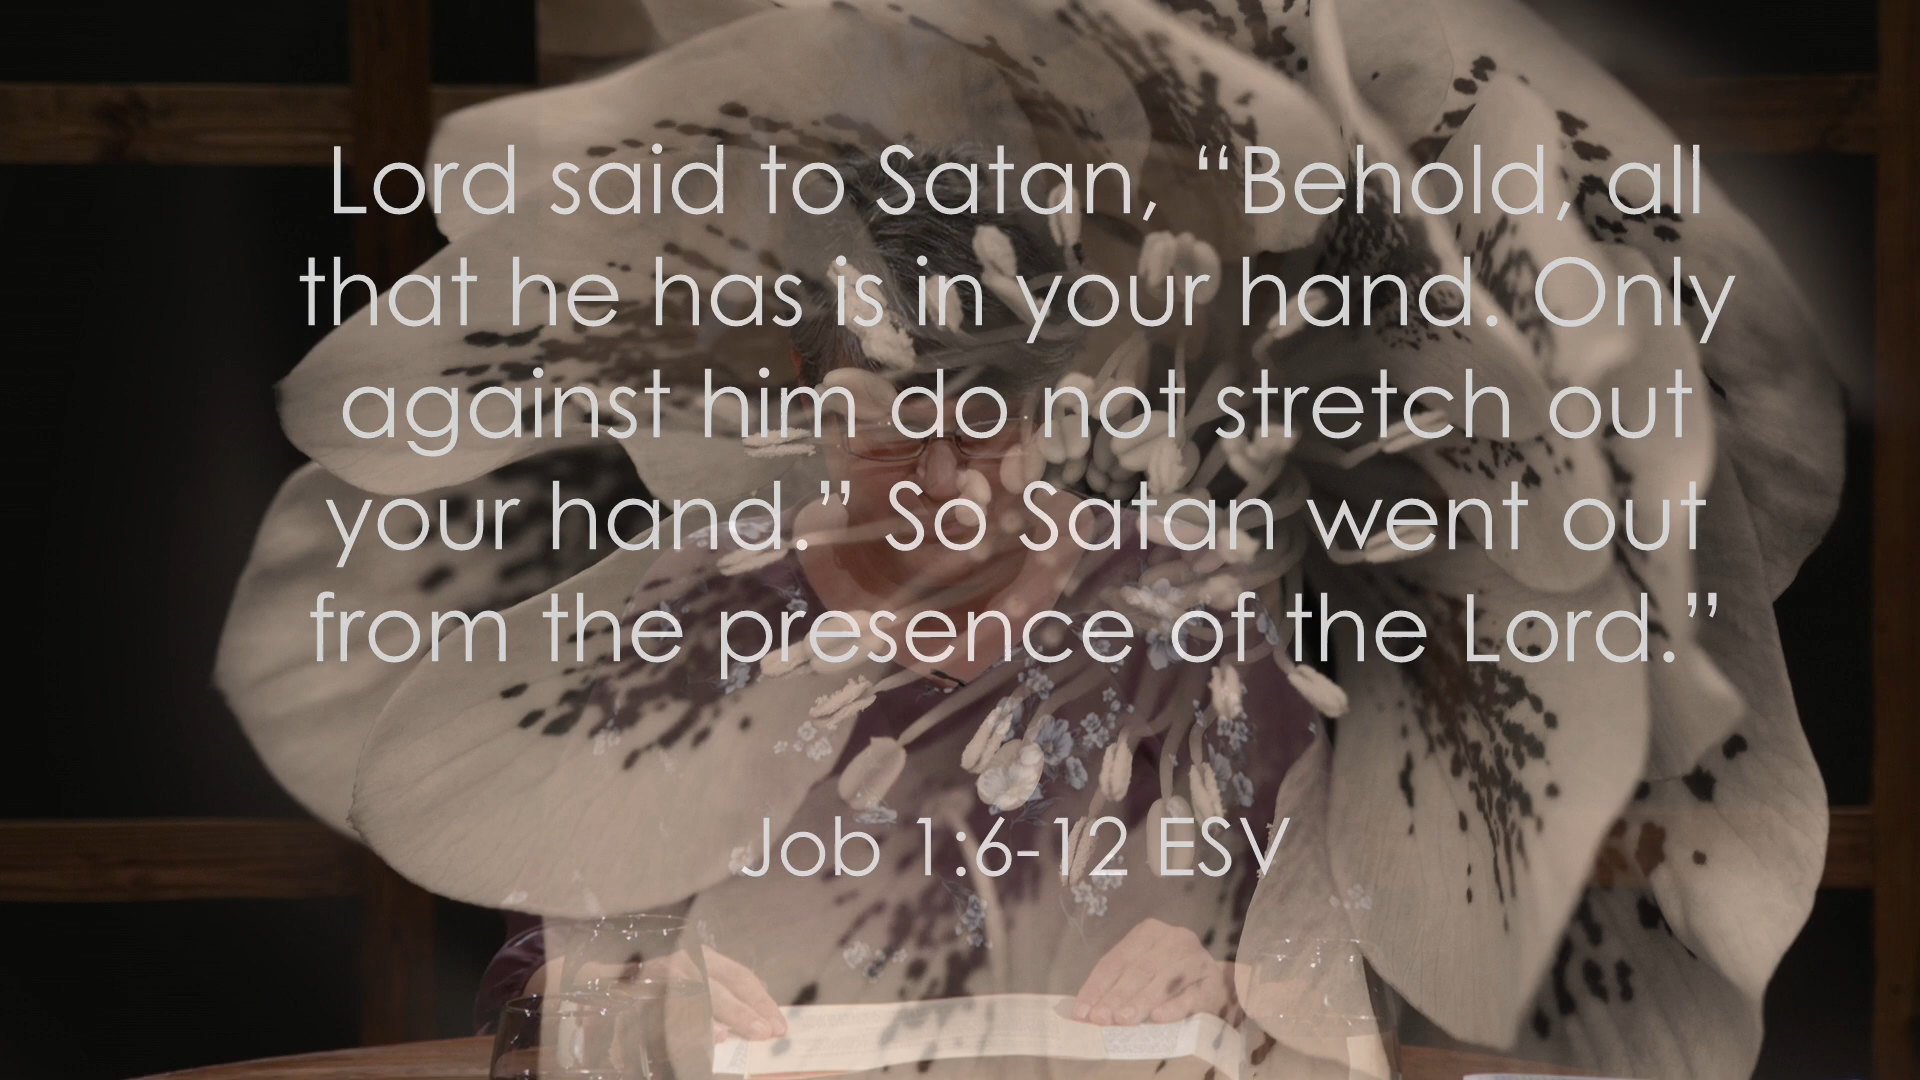 Lord said to Satan, “Behold, all
that he has is in your hand. Only
against him do not stretch out
your hand.” So Satan went out
from the presence of the Lord.”
Job 1:6-12 ESV